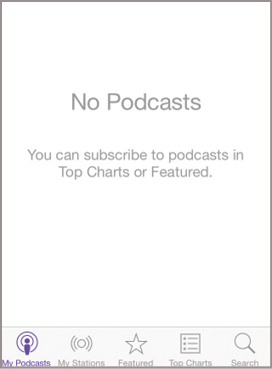 No Podcasts
You can subscribe to podcasts in
Top Charts or Featured.
My Podcasts My Stations Featured Top Charts Search